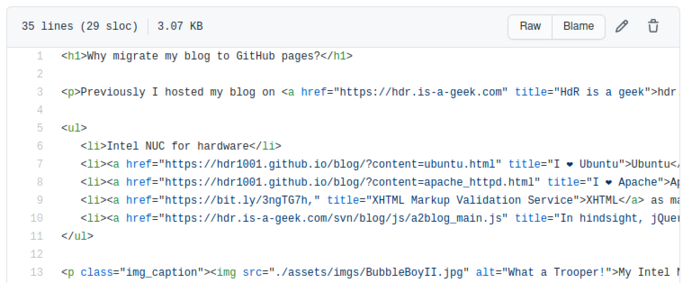 35 lines (29 sloc) 3.07 KB Raw Blame
1 <h1>Why migrate my blog to GitHub pages?</h1>
2
3 <p>Previously I hosted my blog on <a href="https://hdr.is-a-geek.com" title="HdR is a geek">hdr
4
5 <ul>
6 <li>Intel NUC for hardware</li>
7 <li><a href="https://hdr1001.github.io/blog/?content=ubuntu.html" title="I ❤ Ubuntu">Ubuntu</
8 <li><a href="https://hdr1001.github.io/blog/?content=apache_httpd.html" title="I ❤ Apache">Ap
9 <li><a href="https://bit.ly/3ngTG7h," title="XHTML Markup Validation Service">XHTML</a> as ma
10 <li><a href="https://hdr.is-a-geek.com/svn/blog/js/a2blog_main.js" title="In hindsight, jQuer
11 </ul>
12
13 <p class="img_caption"><img src="./assets/imgs/BubbleBoyII.jpg" alt="What a Trooper!">My Intel N